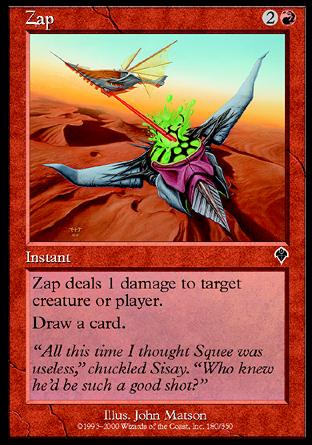 Zap 2
Instant
Zap deals 1 damage to target
creature or player.
Draw a card.
"All this time I thought Squee was
useless," chuckled Sisay. "Who knew
he'd be such a good shot?"
Illus. John Matson
©1993-2000 Wizards of the Coast, Inc. 180/350